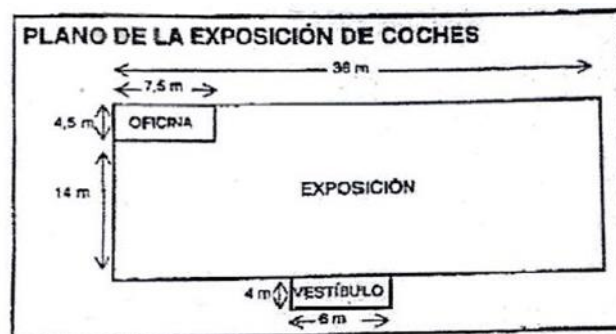 PLANO DE LA EXPOSICIÓN DE COCHES
36 m
7,5 m
4,5 m
OFICINA
14 m
EXPOSICIÓN
4 m
VESTÍBULO
6 m